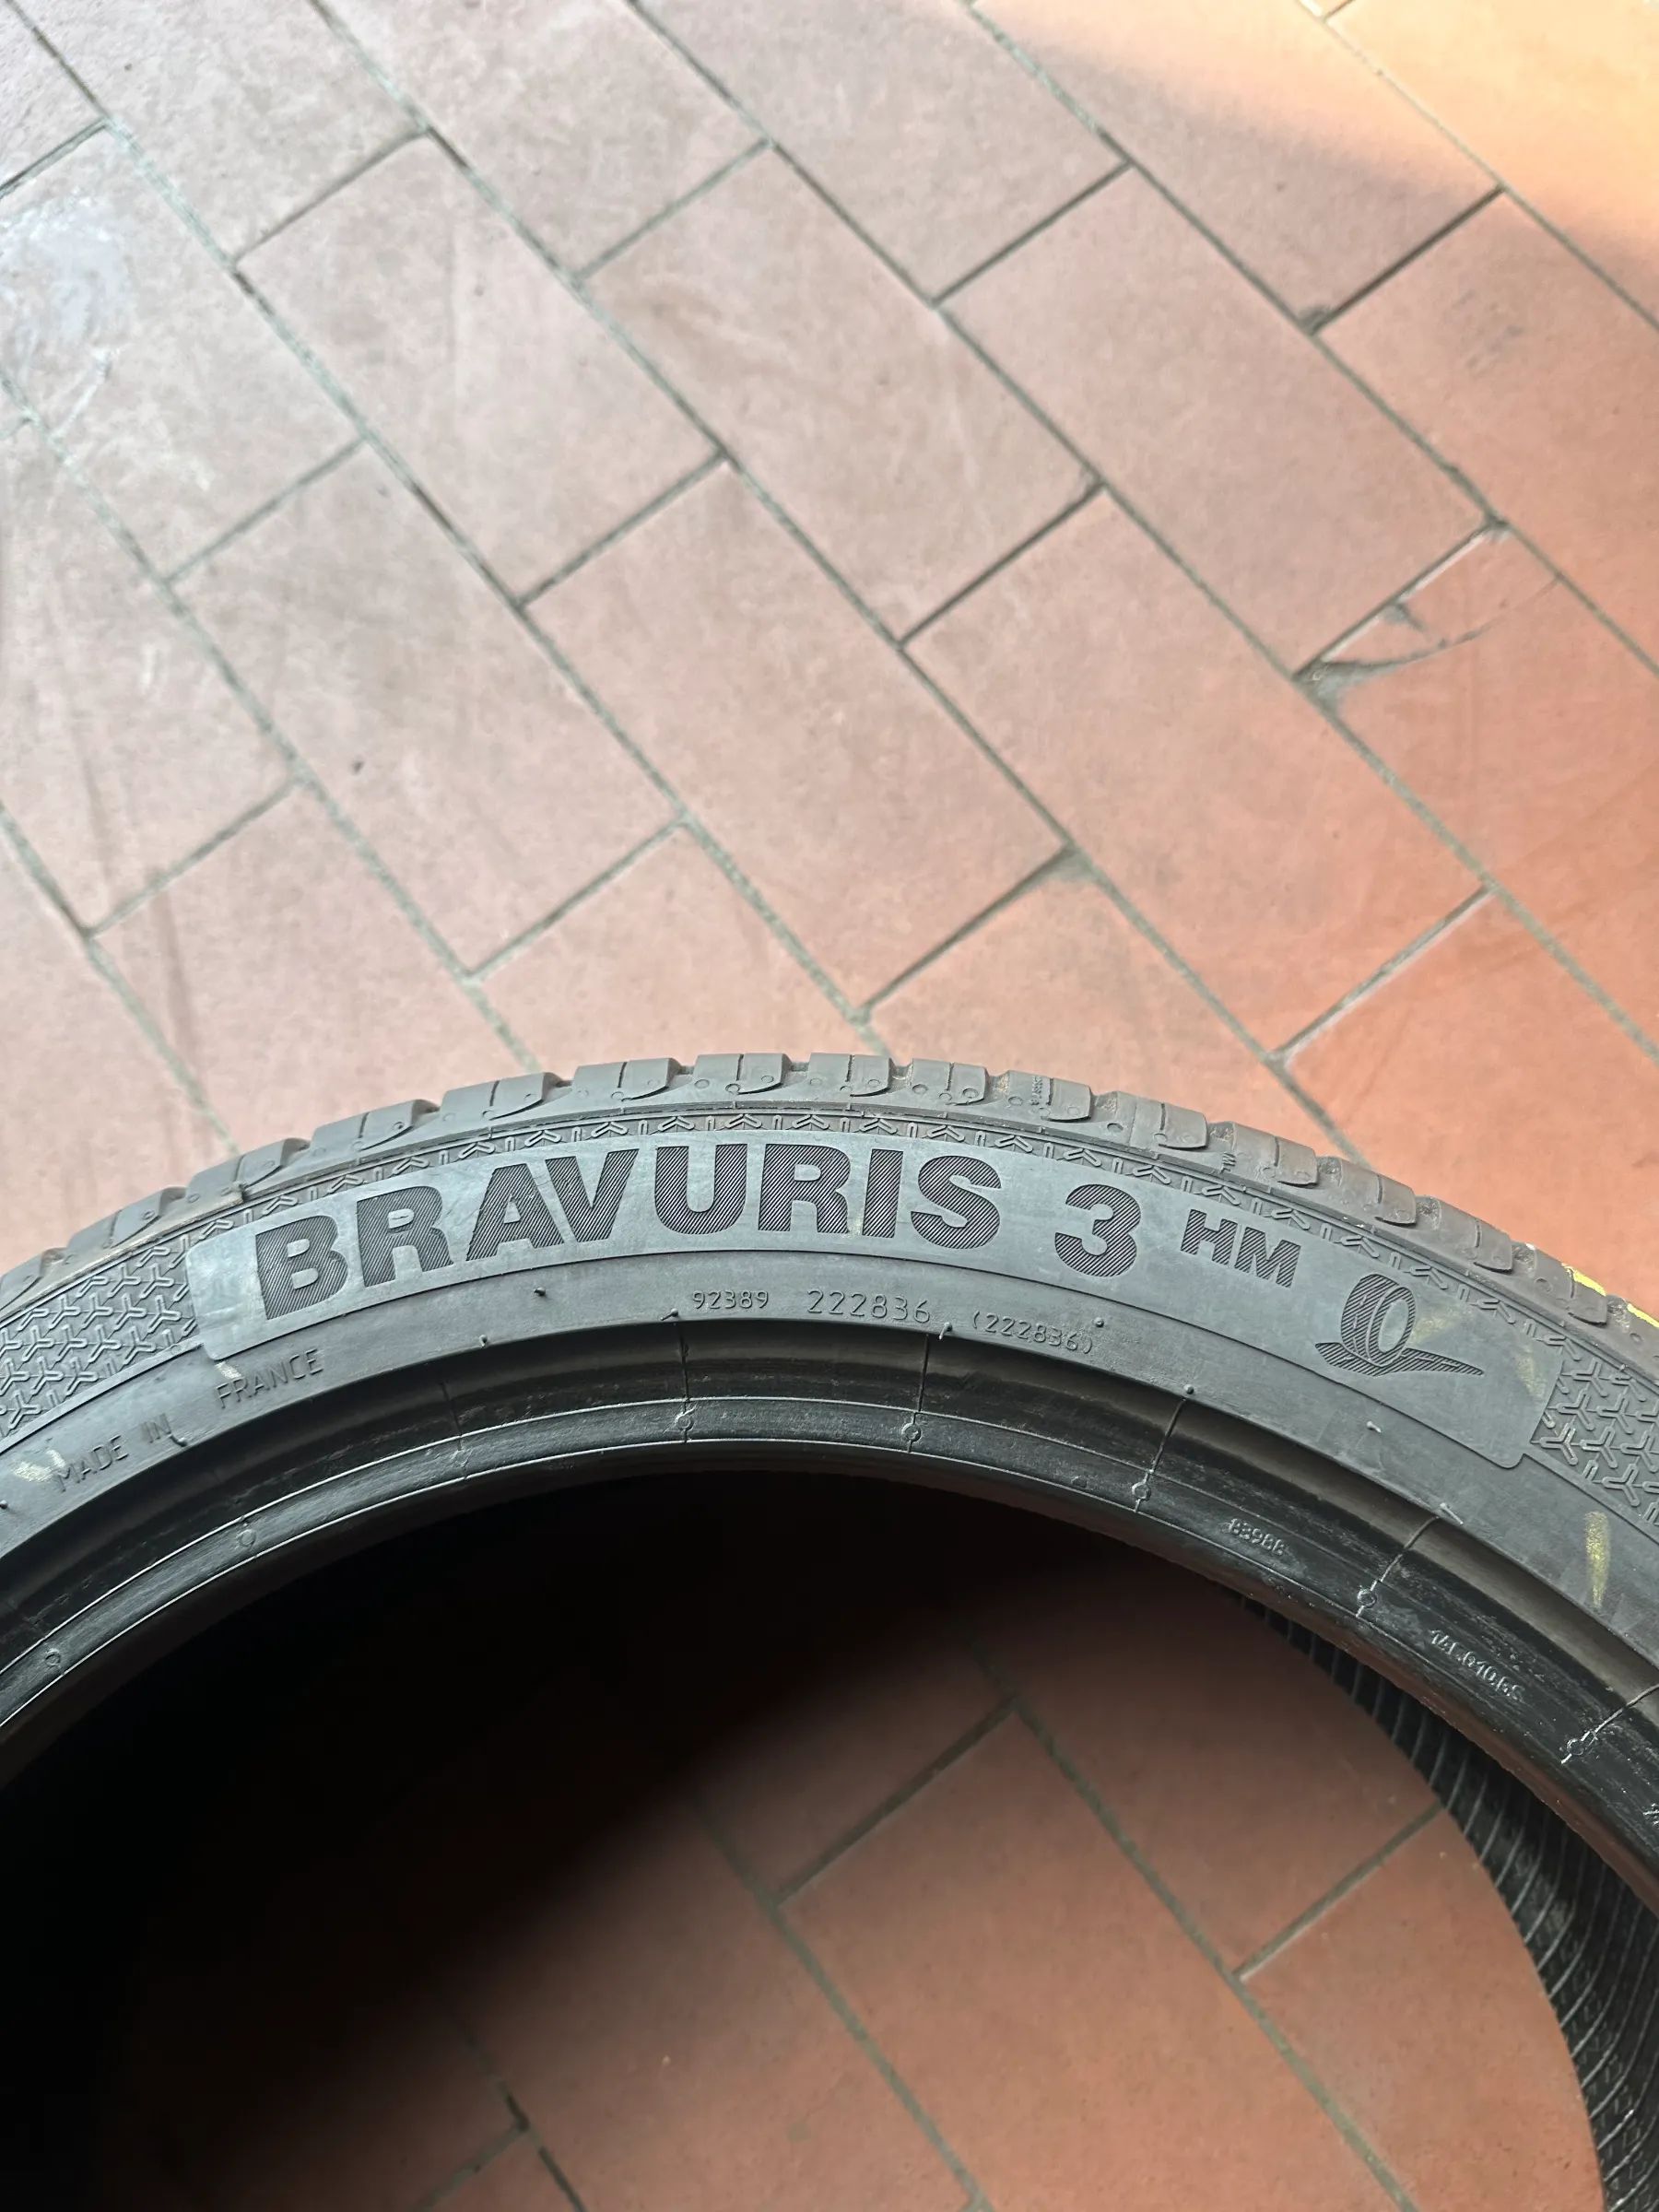 BRAVURIS 3 HM
92389 222836 (222836)
MADE IN FRANCE